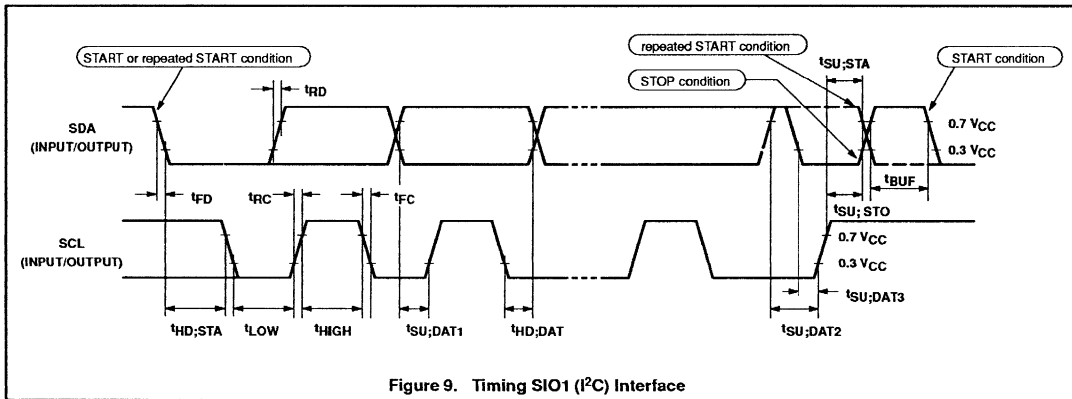 repeated START condition
START or repeated START condition
tSU;STA
START condition
STOP condition
tRD
SDA
(INPUT/OUTPUT)
0.7 VCC
0.3 VCC
tFD
tRC
tFC
tBUF
tSU; STO
SCL
(INPUT/OUTPUT)
0.7 VCC
0.3 VCC
tSU;DAT3
tHD;STA
tLOW
tHIGH
tSU;DAT1
tHD;DAT
tSU;DAT2
Figure 9. Timing SIO1 (I²C) Interface